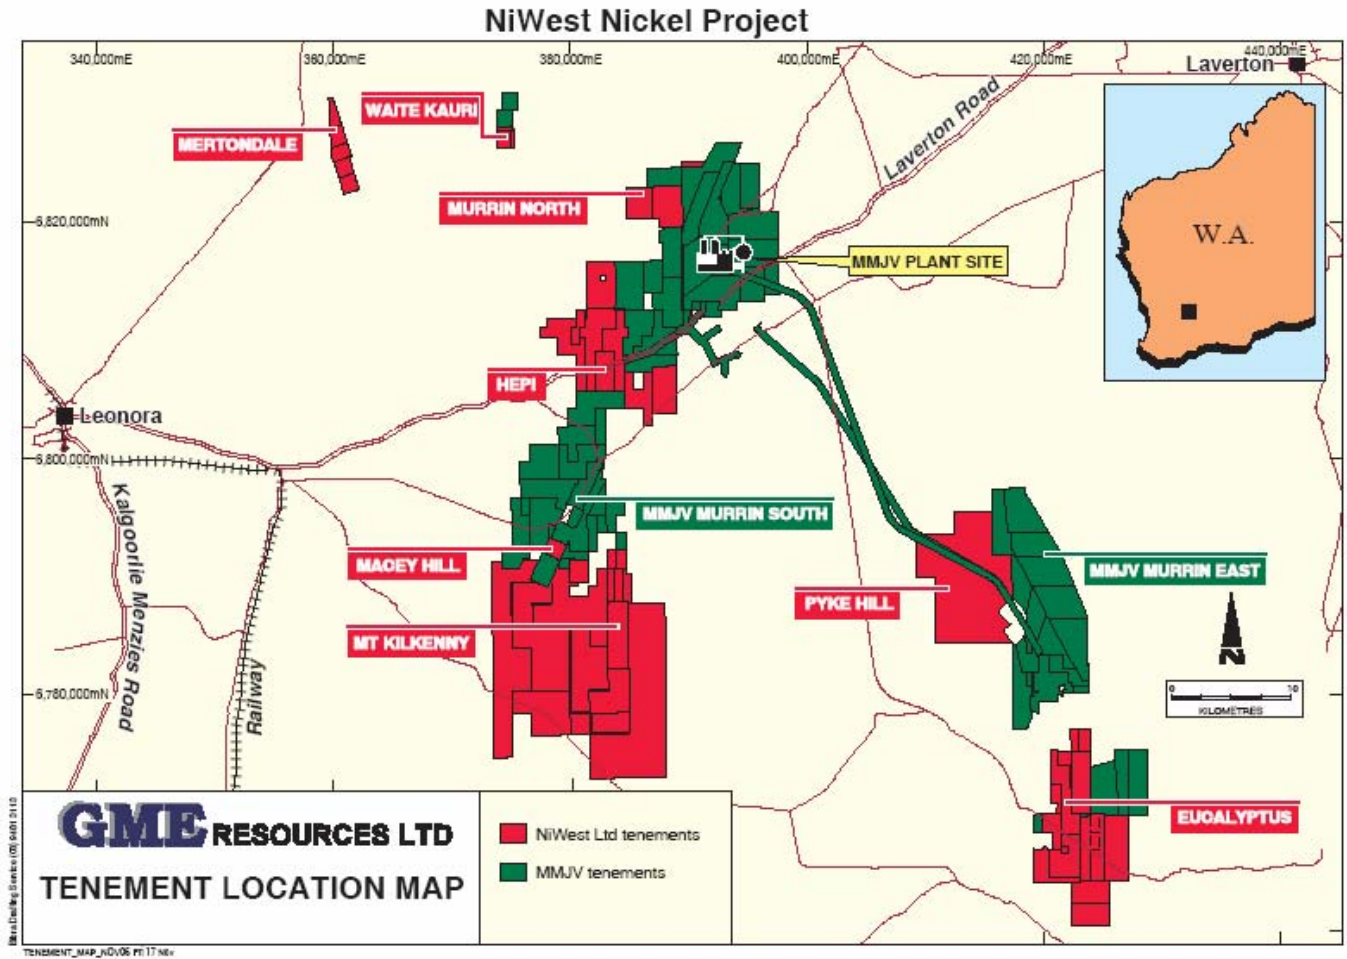 NiWest Nickel Project
340,000mE
360,000mE
380,000mE
400,000mE
420,000mE
440,000mE
Laverton
WAITE KAURI
MERTONDALE
Laverton Road
MURRIN NORTH
6,820,000mN
W.A.
MMJV PLANT SITE
HEPI
Leonora
6,800,000mN
Kalgoorlie Menzies Road
MMJV MURRIN SOUTH
MACEY HILL
MMJV MURRIN EAST
PYKE HILL
MT KILKENNY
N
Railway
6,780,000mN
0 10
KILOMETRES
EUCALYPTUS
GME RESOURCES LTD
TENEMENT LOCATION MAP
NiWest Ltd tenements
MMJV tenements